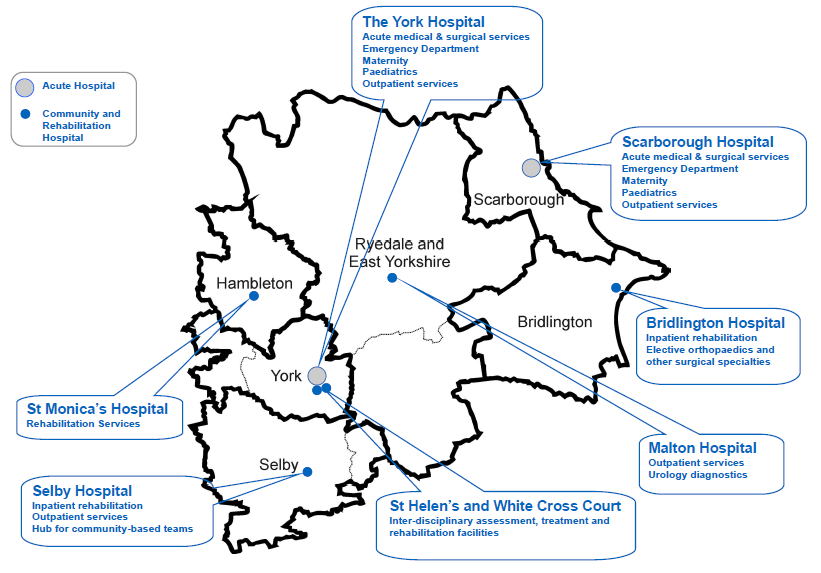 The York Hospital
Acute medical & surgical services
Emergency Department
Maternity
Paediatrics
Outpatient services
Acute Hospital
Community and
Rehabilitation
Hospital
Scarborough Hospital
Acute medical & surgical services
Emergency Department
Maternity
Paediatrics
Outpatient services
Scarborough
Ryedale and
East Yorkshire
Hambleton
Bridlington
Bridlington Hospital
Inpatient rehabilitation
Elective orthopaedics and
other surgical specialties
York
St Monica's Hospital
Rehabilitation Services
Malton Hospital
Outpatient services
Urology diagnostics
Selby
Selby Hospital
Inpatient rehabilitation
Outpatient services
Hub for community-based teams
St Helen's and White Cross Court
Inter-disciplinary assessment, treatment and
rehabilitation facilities